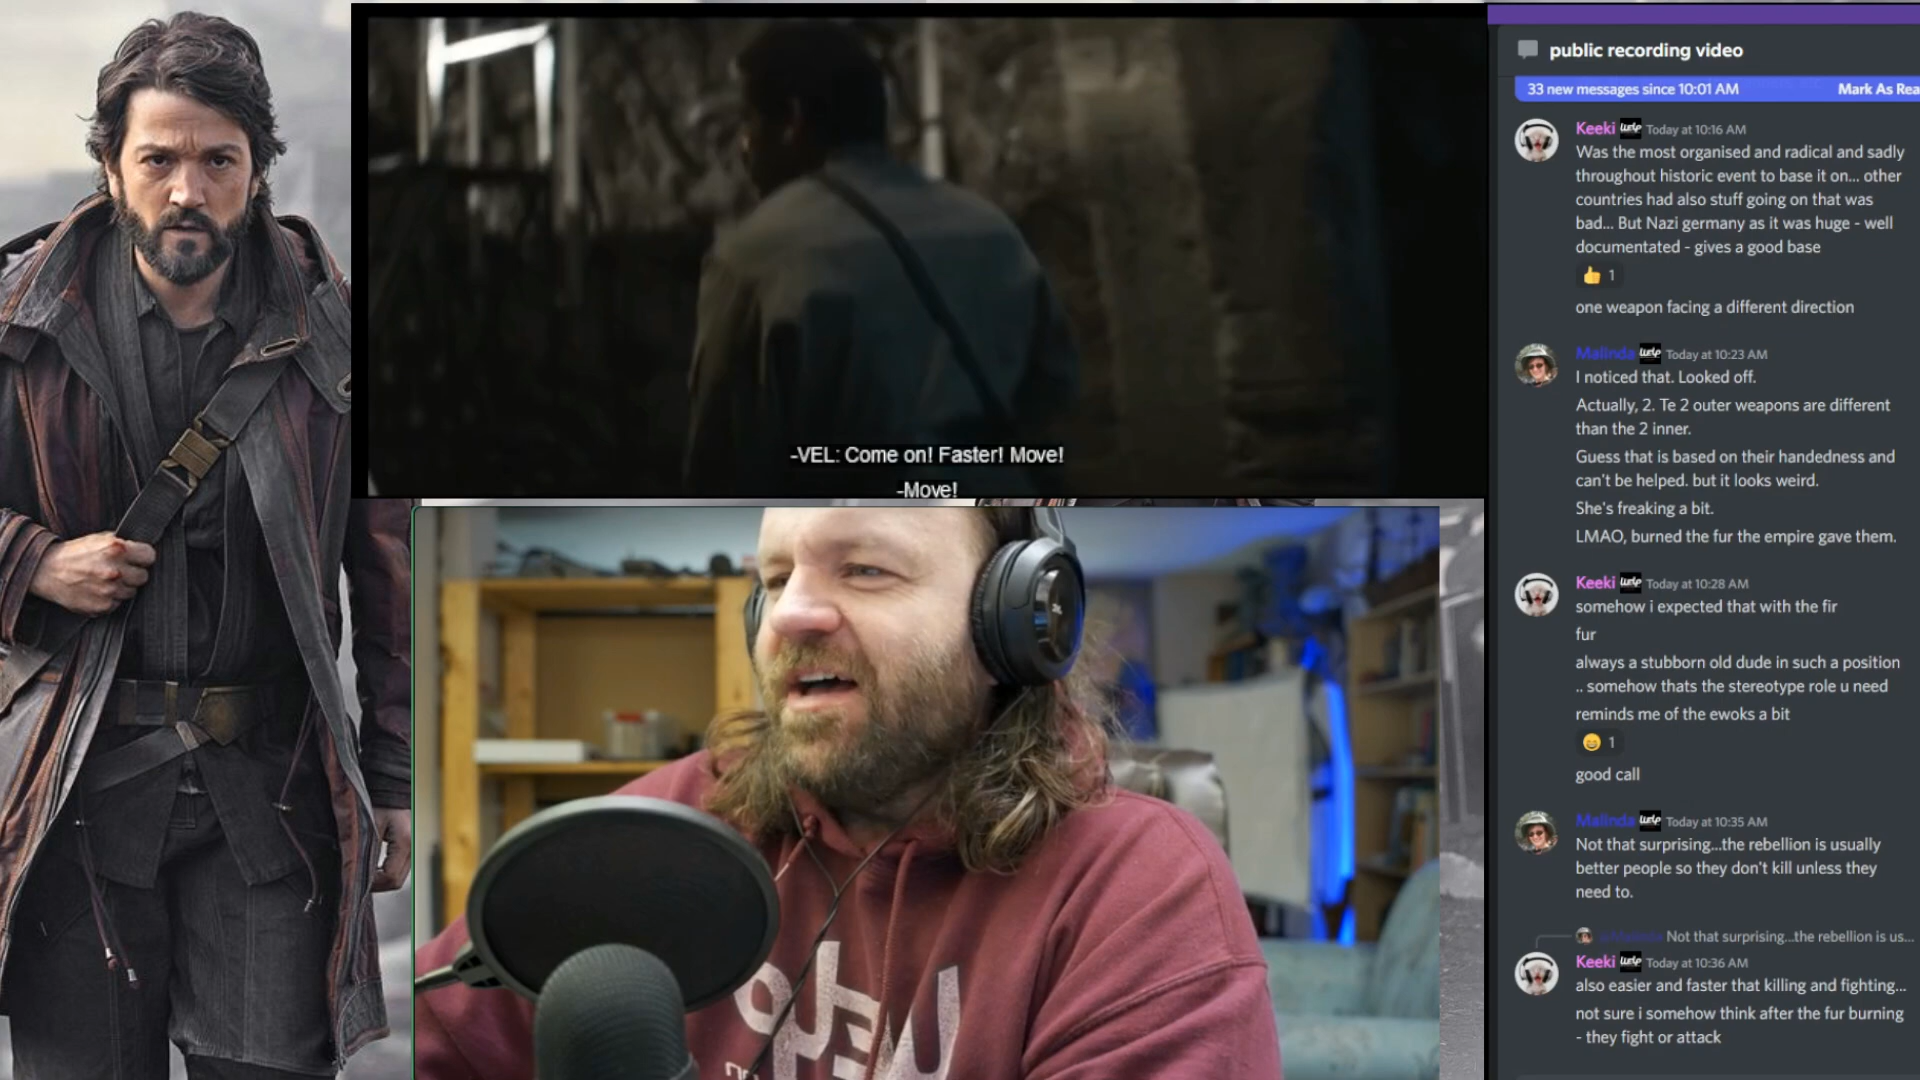 -VEL: Come on! Faster! Move!
-Move!
public recording video
33 new messages since 10:01 AM
Mark As Rea
Keeki Welp Today at 10:16 AM
Was the most organised and radical and sadly
throughout historic event to base it on... other
countries had also stuff going on that was
bad... But Nazi germany as it was huge - well
documentated - gives a good base
1
one weapon facing a different direction
Malinda Welp Today at 10:23 AM
I noticed that. Looked off.
Actually, 2. Te 2 outer weapons are different
than the 2 inner.
Guess that is based on their handedness and
can't be helped. but it looks weird.
She's freaking a bit.
LMAO, burned the fur the empire gave them.
Keeki Welp Today at 10:28 AM
somehow i expected that with the fir
fur
always a stubborn old dude in such a position
.. somehow thats the stereotype role u need
reminds me of the ewoks a bit
1
good call
Malinda Welp Today at 10:35 AM
Not that surprising...the rebellion is usually
better people so they don't kill unless they
need to.
Not that surprising...the rebellion is us...
Keeki Welp Today at 10:36 AM
also easier and faster that killing and fighting...
not sure i somehow think after the fur burning
- they fight or attack